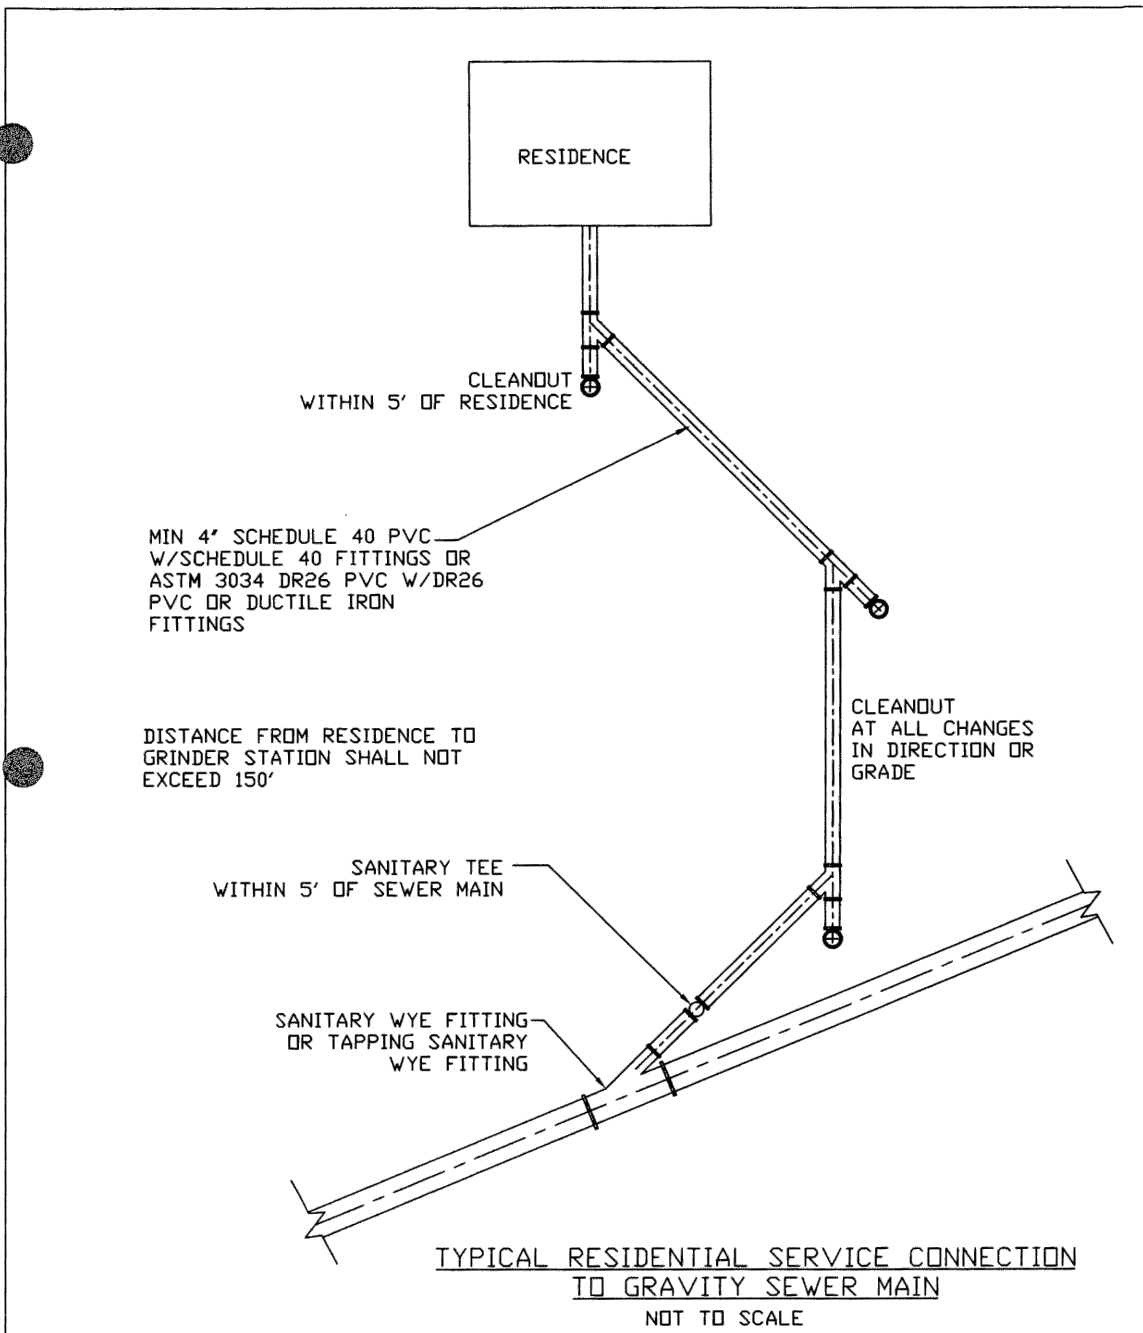 RESIDENCE
CLEANOUT
WITHIN 5' OF RESIDENCE
MIN 4" SCHEDULE 40 PVC
W/SCHEDULE 40 FITTINGS OR
ASTM 3034 DR26 PVC W/DR26
PVC OR DUCTILE IRON
FITTINGS
CLEANOUT
AT ALL CHANGES
IN DIRECTION OR
GRADE
DISTANCE FROM RESIDENCE TO
GRINDER STATION SHALL NOT
EXCEED 150'
SANITARY TEE
WITHIN 5' OF SEWER MAIN
SANITARY WYE FITTING
OR TAPPING SANITARY
WYE FITTING
TYPICAL RESIDENTIAL SERVICE CONNECTION
TO GRAVITY SEWER MAIN
NOT TO SCALE